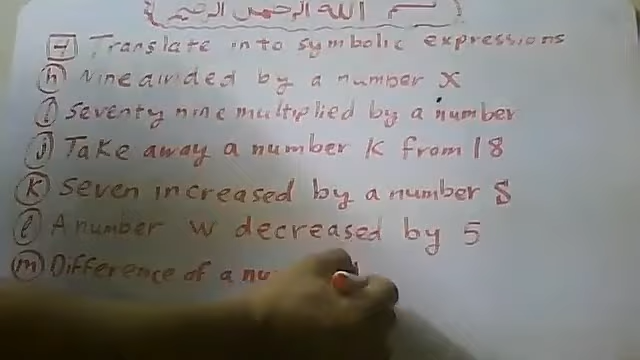 بسم الله الرحمن الرحيم
4 Translate into symbolic expressions
h Nine divided by a number x
i Seventy nine multiplied by a number
j Take away a number K from 18
K Seven increased by a number S
l A number w decreased by 5
m Difference of a nu